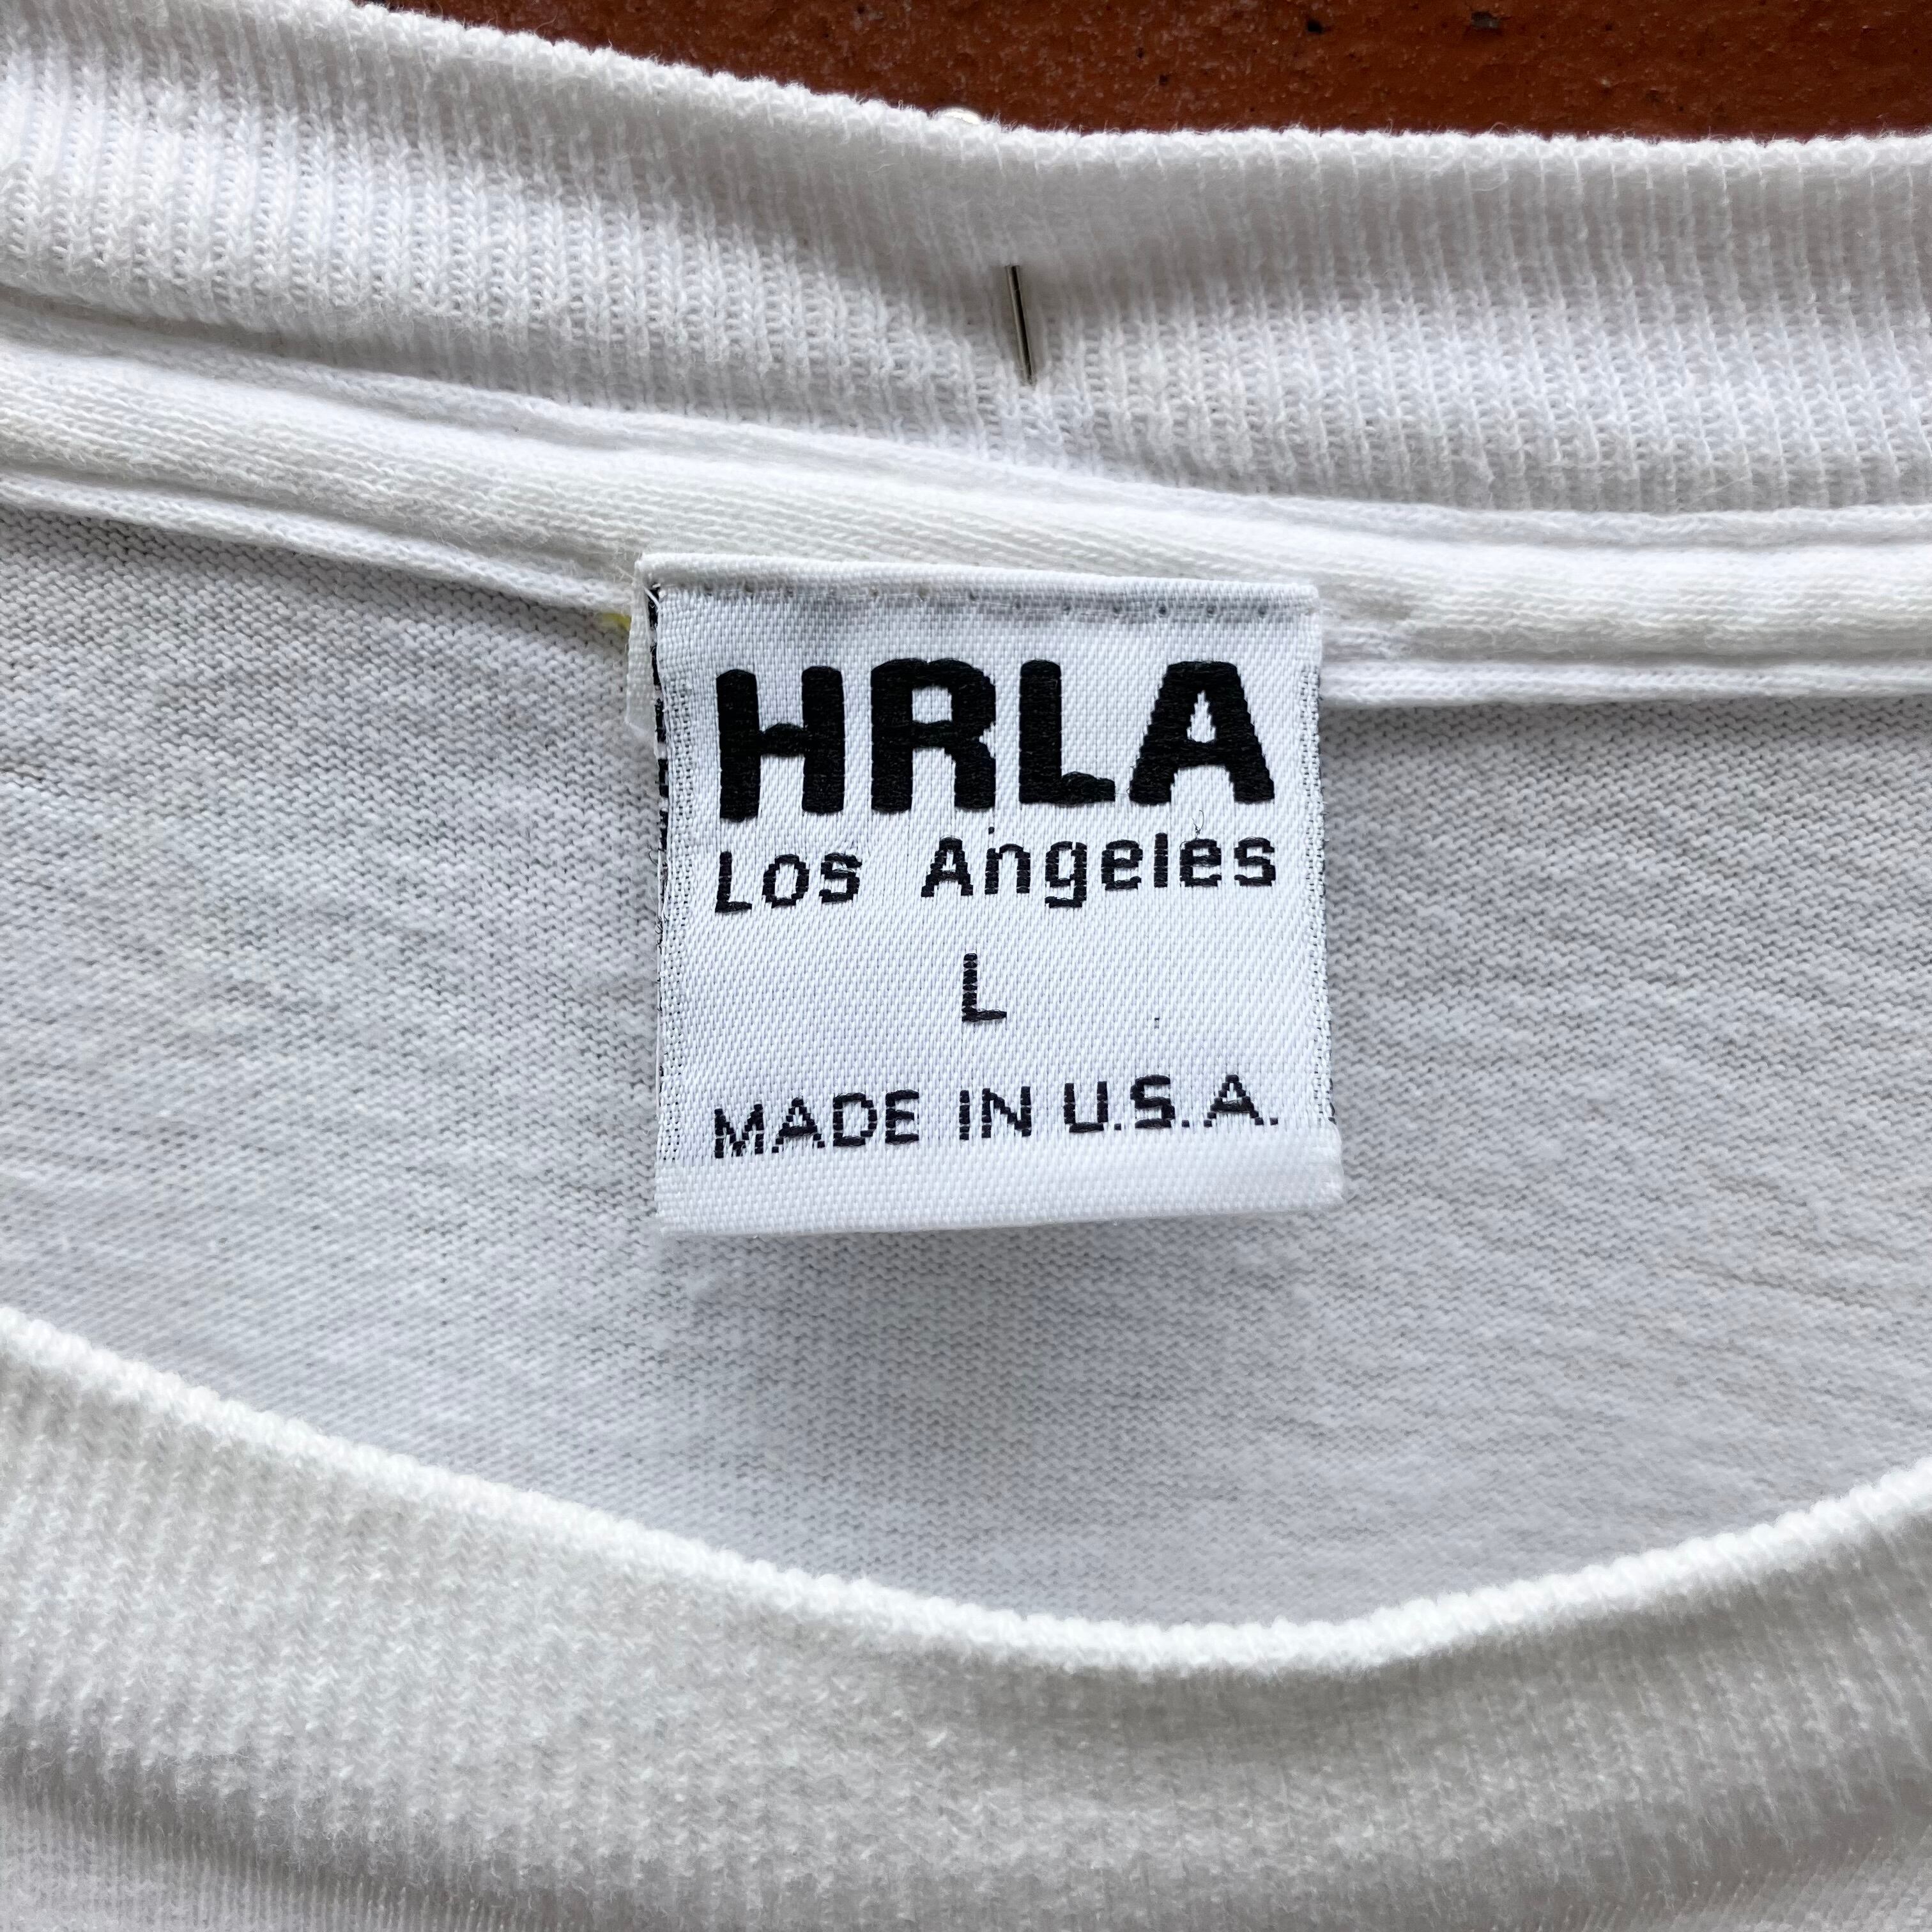 HRLA
Los Angeles
L
MADE IN U.S.A.